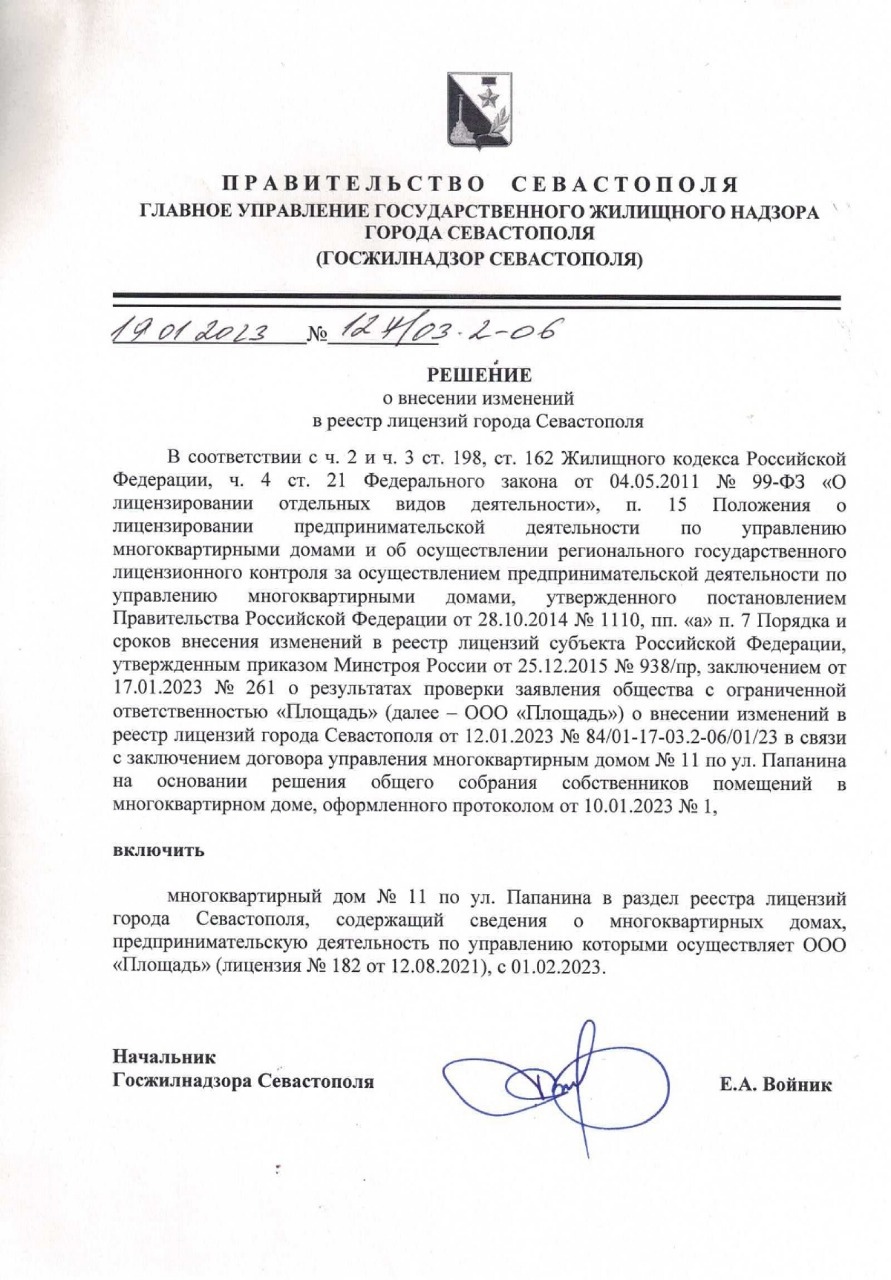 ПРАВИТЕЛЬСТВО СЕВАСТОПОЛЯ
ГЛАВНОЕ УПРАВЛЕНИЕ ГОСУДАРСТВЕННОГО ЖИЛИЩНОГО НАДЗОРА
ГОРОДА СЕВАСТОПОЛЯ
(ГОСЖИЛНАДЗОР СЕВАСТОПОЛЯ)
19 01 2023 № 124/03.2-06
РЕШЕНИЕ
о внесении изменений
в реестр лицензий города Севастополя
В соответствии с ч. 2 и ч. 3 ст. 198, ст. 162 Жилищного кодекса Российской
Федерации, ч. 4 ст. 21 Федерального закона от 04.05.2011 № 99-ФЗ «О
лицензировании отдельных видов деятельности», п. 15 Положения о
лицензировании предпринимательской деятельности по управлению
многоквартирными домами и об осуществлении регионального государственного
лицензионного контроля за осуществлением предпринимательской деятельности по
управлению многоквартирными домами, утвержденного постановлением
Правительства Российской Федерации от 28.10.2014 № 1110, пп. «а» п. 7 Порядка и
сроков внесения изменений в реестр лицензий субъекта Российской Федерации,
утвержденным приказом Минстроя России от 25.12.2015 № 938/пр, заключением от
17.01.2023 № 261 о результатах проверки заявления общества с ограниченной
ответственностью «Площадь» (далее – ООО «Площадь») о внесении изменений в
реестр лицензий города Севастополя от 12.01.2023 № 84/01-17-03.2-06/01/23 в связи
с заключением договора управления многоквартирным домом № 11 по ул. Папанина
на основании решения общего собрания собственников помещений в
многоквартирном доме, оформленного протоколом от 10.01.2023 № 1,
включить
многоквартирный дом № 11 по ул. Папанина в раздел реестра лицензий
города Севастополя, содержащий сведения о многоквартирных домах,
предпринимательскую деятельность по управлению которыми осуществляет ООО
«Площадь» (лицензия № 182 от 12.08.2021), с 01.02.2023.
Начальник
Госжилнадзора Севастополя
Е.А. Войник